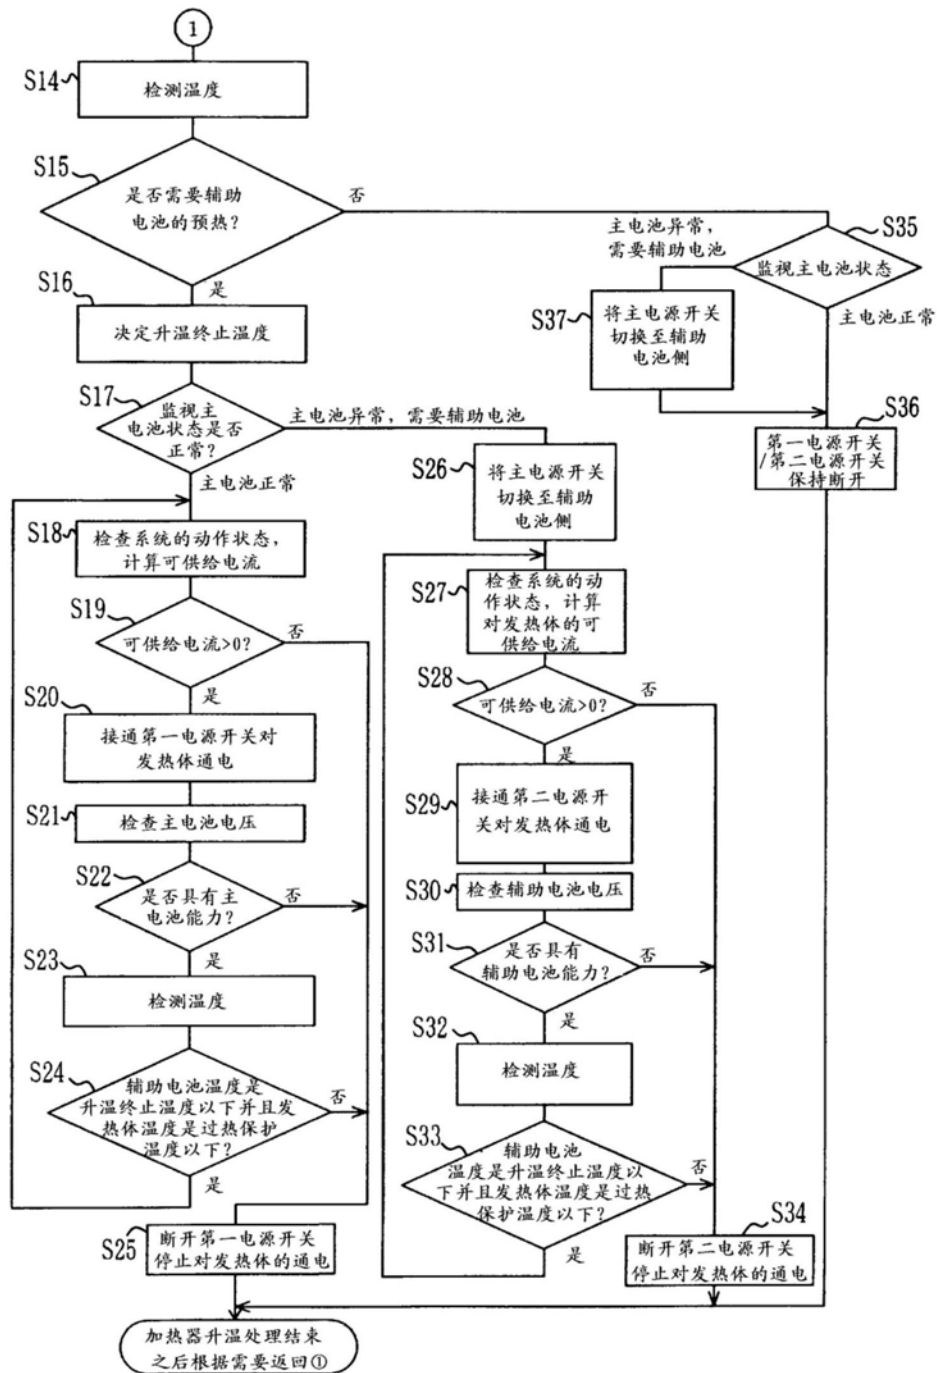 ①
S14
检测温度
S15
是否需要辅助
电池的预热?
否
是
S16
决定升温终止温度
S17
监视主
电池状态是否
正常?
主电池异常,需要辅助电池
主电池正常
S18
检查系统的动作状态,
计算可供给电流
S19
可供给电流>0?
否
是
S20
接通第一电源开关对
发热体通电
S21
检查主电池电压
S22
是否具有主
电池能力?
否
是
S23
检测温度
S24
辅助电池温度是
升温终止温度以下并且发
热体温度是过热保护
温度以下?
否
是
S25
断开第一电源开关
停止对发热体的通电
S26
将主电源开关
切换至辅助
电池侧
S27
检查系统的动
作状态,计算
对发热体的可
供给电流
S28
可供给电流>0?
否
是
S29
接通第二电源开
关对发热体通电
S30
检查辅助电池电压
S31
是否具有
辅助电池能力?
否
是
S32
检测温度
S33
辅助电池
温度是升温终止温度以
下并且发热体温度是过热
保护温度以下?
否
是
S34
断开第二电源开关
停止对发热体的通电
S35
监视主电池状态
主电池异常,
需要辅助电池
主电池正常
S37
将主电源开关
切换至辅助
电池侧
S36
第一电源开关
/第二电源开关
保持断开
加热器升温处理结束
之后根据需要返回①